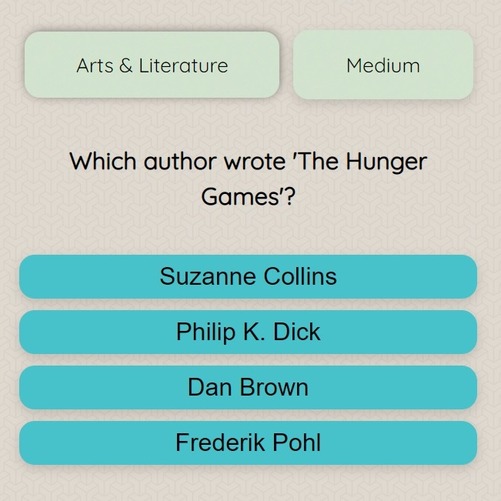 Arts & Literature
Medium
Which author wrote 'The Hunger
Games'?
Suzanne Collins
Philip K. Dick
Dan Brown
Frederik Pohl